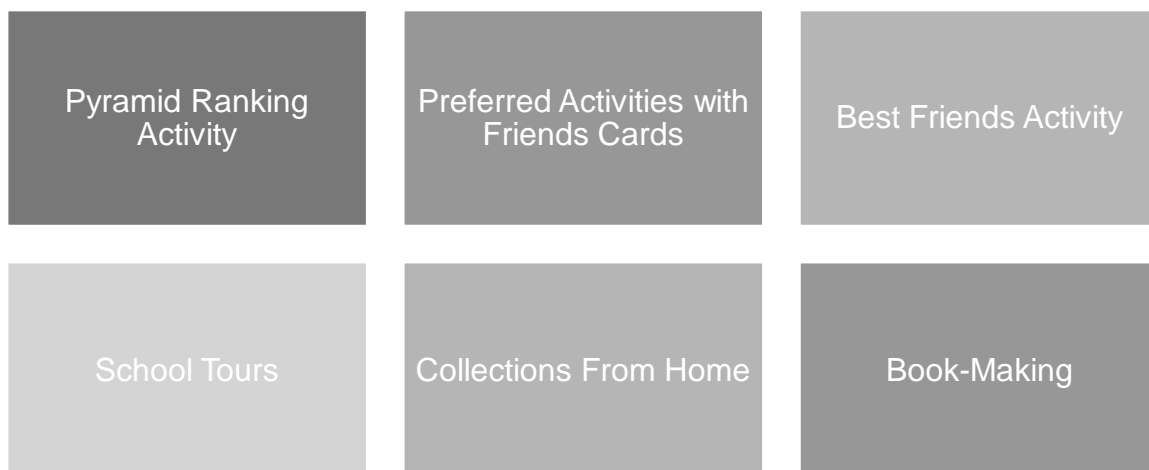 Pyramid Ranking
Activity
Preferred Activities with
Friends Cards
Best Friends Activity
School Tours
Collections From Home
Book-Making